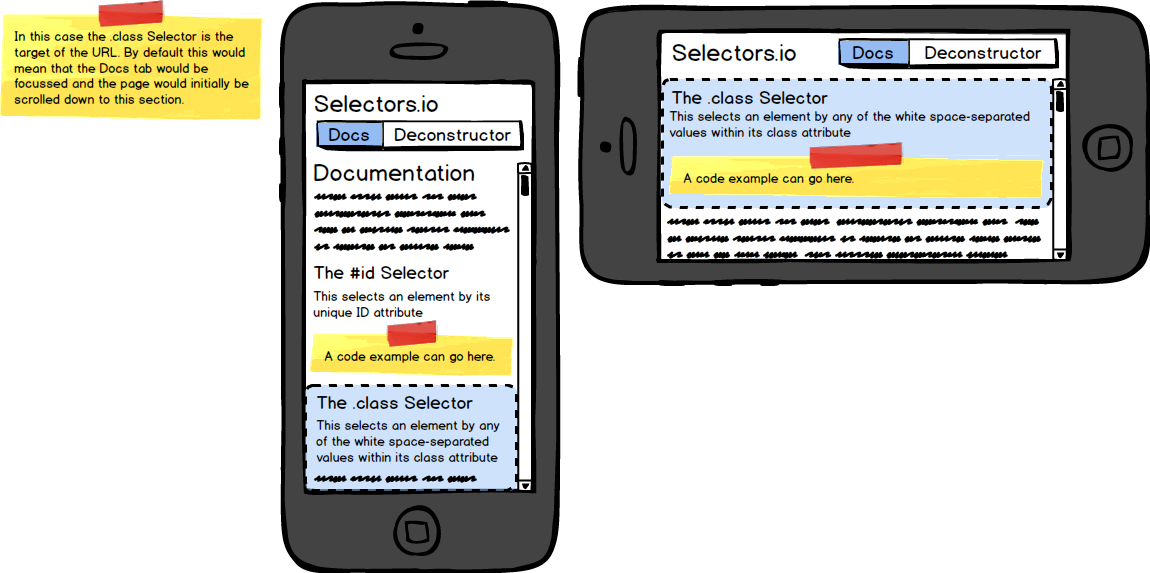 In this case the .class Selector is the
target of the URL. By default this would
mean that the Docs tab would be
focussed and the page would initially be
scrolled down to this section.
Selectors.io
Docs Deconstructor
Documentation
The #id Selector
This selects an element by its
unique ID attribute
A code example can go here.
The .class Selector
This selects an element by any
of the white space-separated
values within its class attribute
Selectors.io
Docs Deconstructor
The .class Selector
This selects an element by any of the white space-separated
values within its class attribute
A code example can go here.